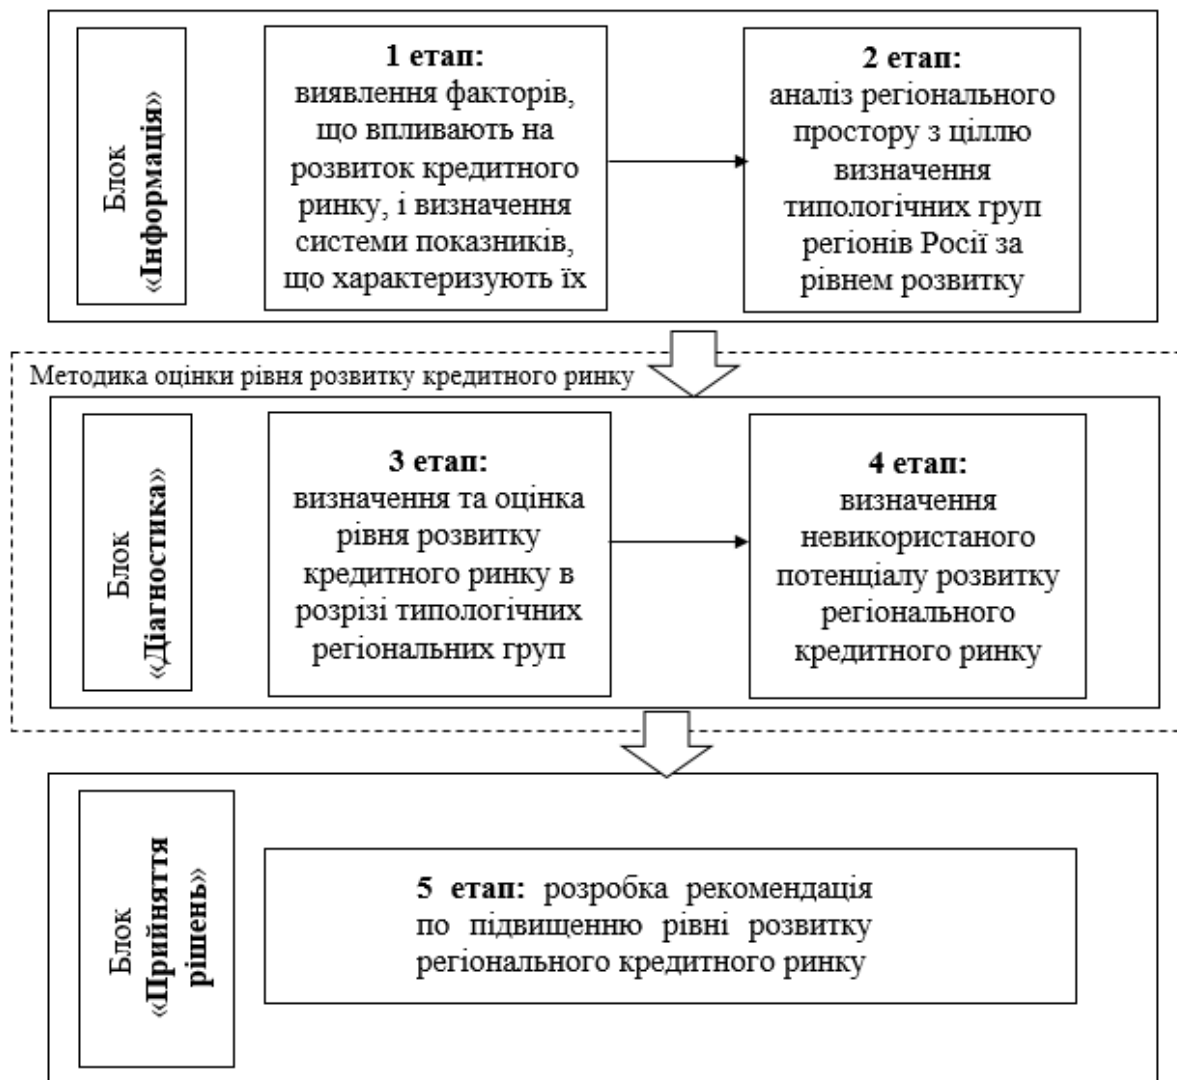 Блок
«Інформація»
1 етап:
виявлення факторів,
що впливають на
розвиток кредитного
ринку, і визначення
системи показників,
що характеризують їх
2 етап:
аналіз регіонального
простору з ціллю
визначення
типологічних груп
регіонів Росії за
рівнем розвитку
Методика оцінки рівня розвитку кредитного ринку
Блок
«Діагностика»
3 етап:
визначення та оцінка
рівня розвитку
кредитного ринку в
розрізі типологічних
регіональних груп
4 етап:
визначення
невикористаного
потенціалу розвитку
регіонального
кредитного ринку
Блок
«Прийняття
рішень»
5 етап: розробка рекомендація
по підвищенню рівні розвитку
регіонального кредитного ринку